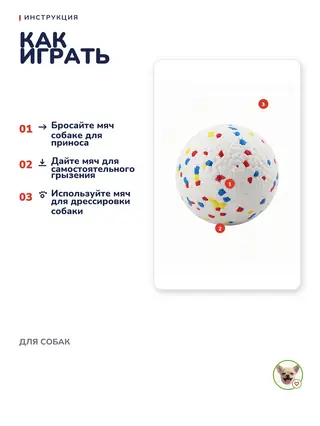 ИНСТРУКЦИЯ
КАК
ИГРАТЬ
01 → Бросайте мяч
собаке для
приноса
02 Дайте мяч для
самостоятельного
грызения
03 Используйте мяч
для дрессировки
собаки
3
1
2
ДЛЯ СОБАК